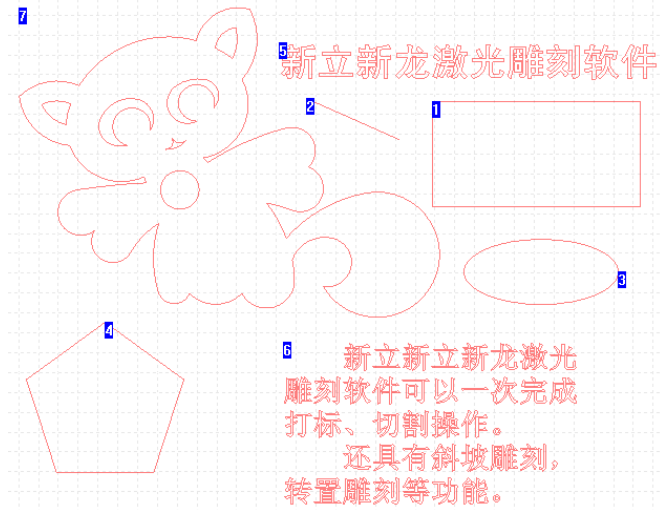 7
5
新立新龙激光雕刻软件
2
1
3
4
6
新立新立新龙激光
雕刻软件可以一次完成
打标、切割操作。
还具有斜坡雕刻，
转置雕刻等功能。